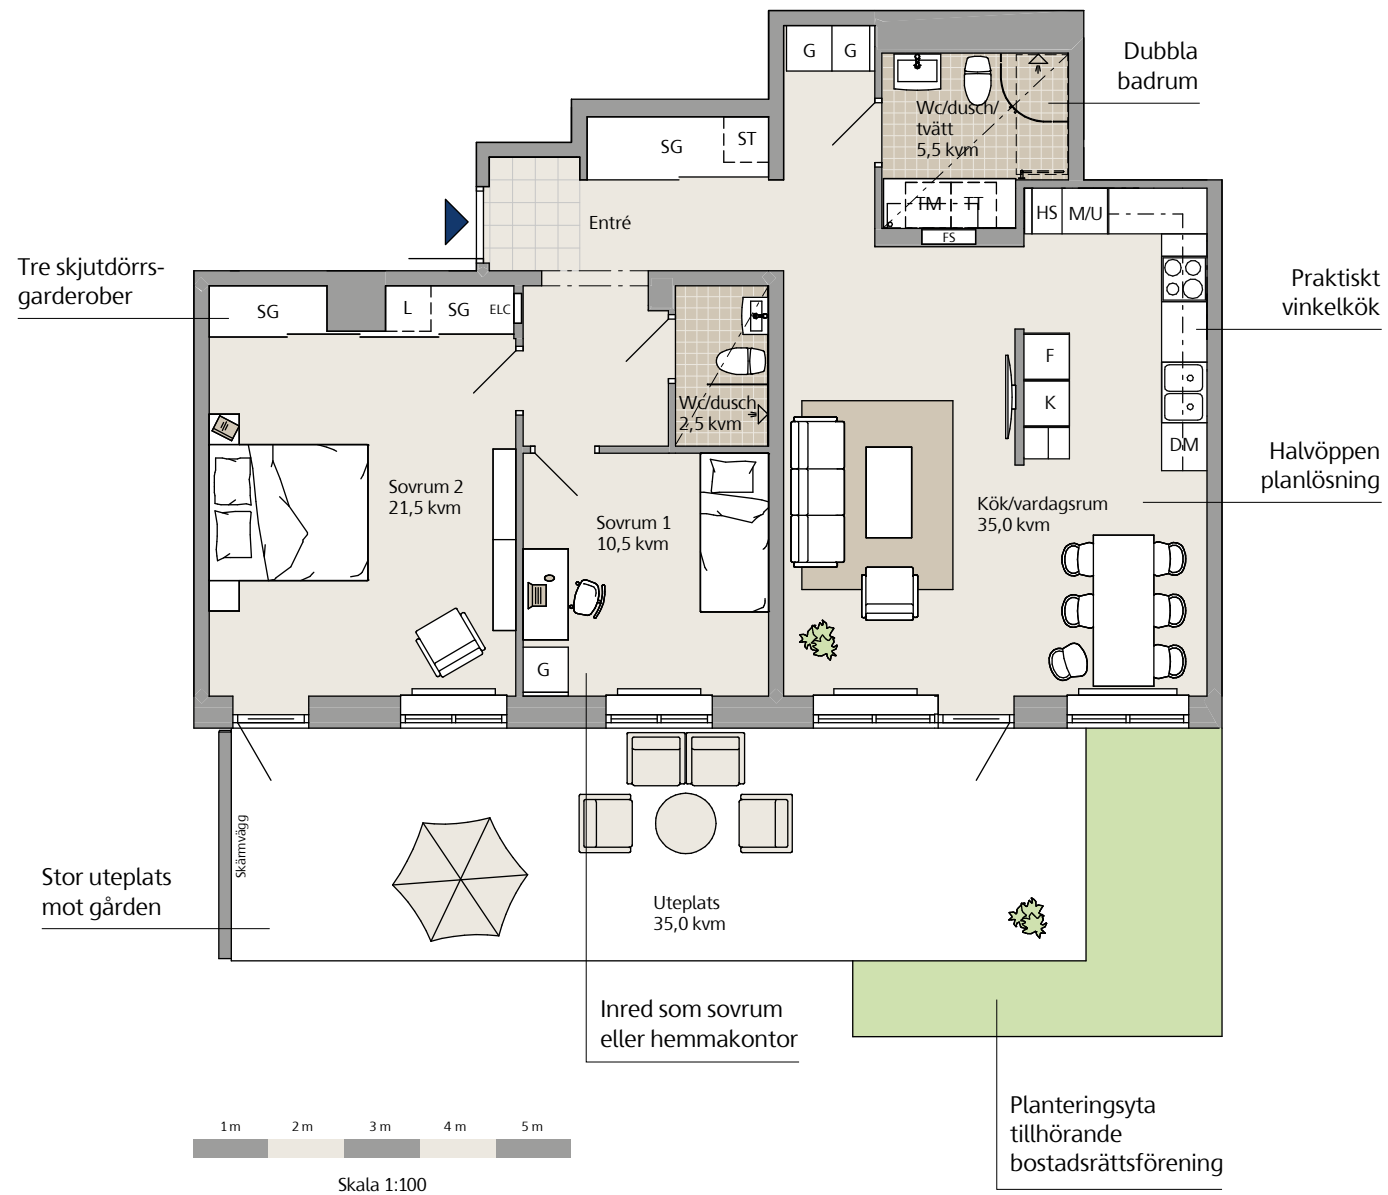 G
G
Dubbla
badrum
Wc/dusch/
tvätt
5,5 kvm
SG
ST
TM
TT
FS
HS
M/U
Entré
Tre skjutdörrs-
garderober
SG
L
SG
ELC
Praktiskt
vinkelkök
F
K
Wc/dusch
2,5 kvm
DM
Halvöppen
planlösning
Sovrum 2
21,5 kvm
Sovrum 1
10,5 kvm
Kök/vardagsrum
35,0 kvm
G
Skärmvägg
Stor uteplats
mot gården
Uteplats
35,0 kvm
Inred som sovrum
eller hemmakontor
Planteringsyta
tillhörande
bostadsrättsförening
1 m
2 m
3 m
4 m
5 m
Skala 1:100